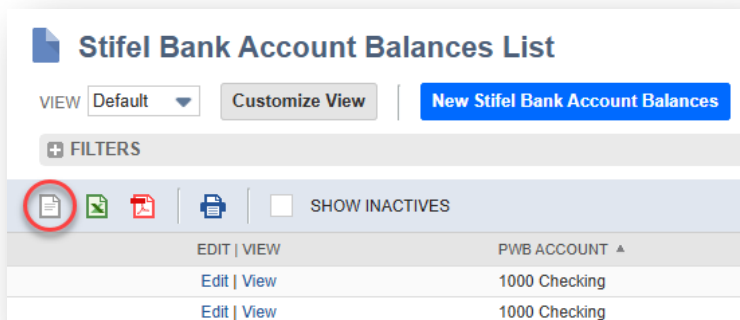 Stifel Bank Account Balances List
VIEW Default Customize View New Stifel Bank Account Balances
FILTERS
SHOW INACTIVES
EDIT | VIEW PWB ACCOUNT
Edit | View 1000 Checking
Edit | View 1000 Checking